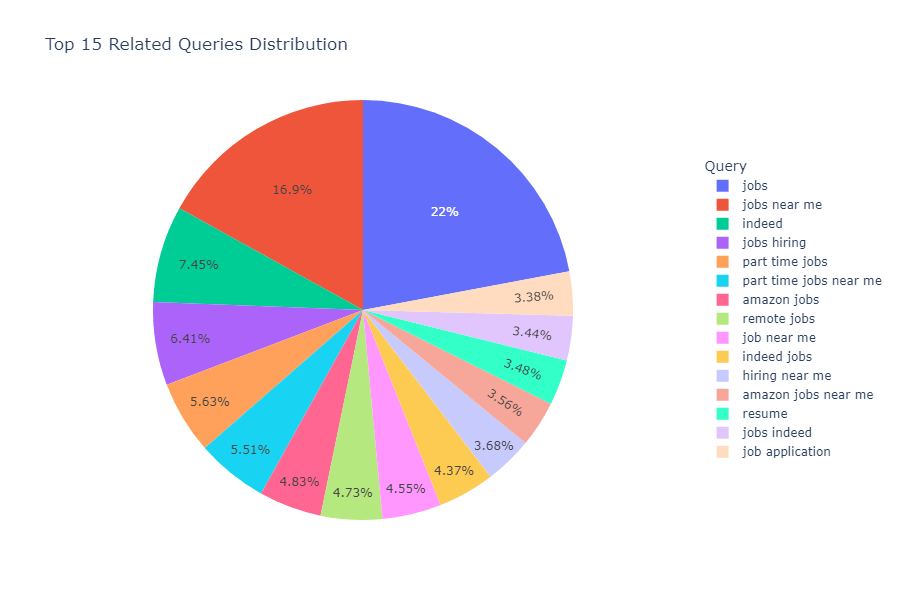 Top 15 Related Queries Distribution
22%
16.9%
7.45%
6.41%
5.63%
5.51%
4.83%
4.73%
4.55%
4.37%
3.68%
3.56%
3.48%
3.44%
3.38%
Query
jobs
jobs near me
indeed
jobs hiring
part time jobs
part time jobs near me
amazon jobs
remote jobs
job near me
indeed jobs
hiring near me
amazon jobs near me
resume
jobs indeed
job application